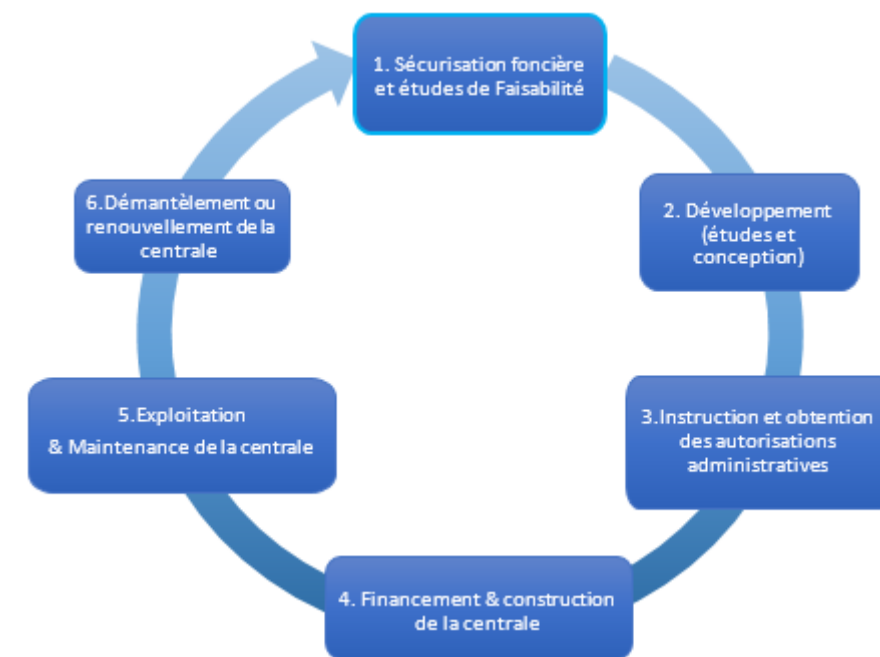 1. Sécurisation foncière
et études de Faisabilité
2. Développement
(études et
conception)
3.Instruction et obtention
des autorisations
administratives
4. Financement & construction
de la centrale
5.Exploitation
& Maintenance de la centrale
6.Démantèlement ou
renouvellement de la
centrale